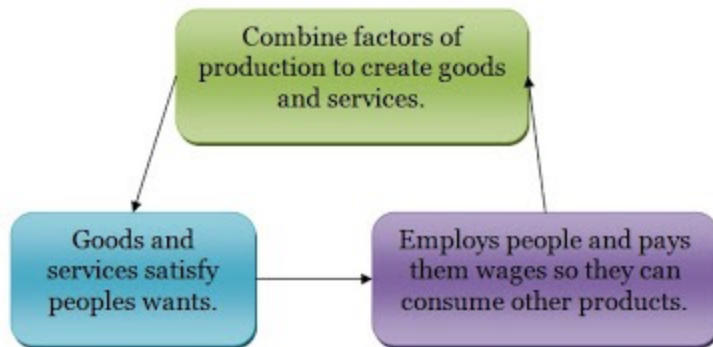 Combine factors of
production to create goods
and services.
Goods and
services satisfy
peoples wants.
Employs people and pays
them wages so they can
consume other products.